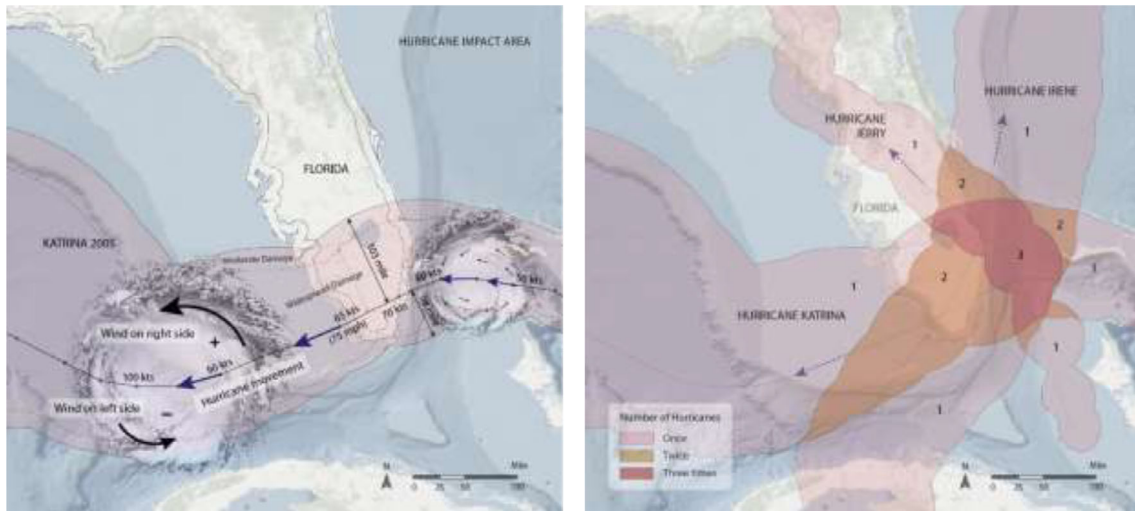 HURRICANE IMPACT AREA
FLORIDA
KATRINA 2005
Moderate Damage
Widespread Damage
103 mile
60 kts
50 kts
70 kts
65 kts
(75 mph)
90 kts
100 kts
Wind on right side
+
Hurricane movement
Wind on left side
-
N
Miles
0 25 50 100
HURRICANE IRENE
HURRICANE
JERRY
1
1
2
FLORIDA
2
3
1
2
1
HURRICANE KATRINA
1
1
Number of Hurricanes
Once
Twice
Three times
N
Miles
0 25 50 100